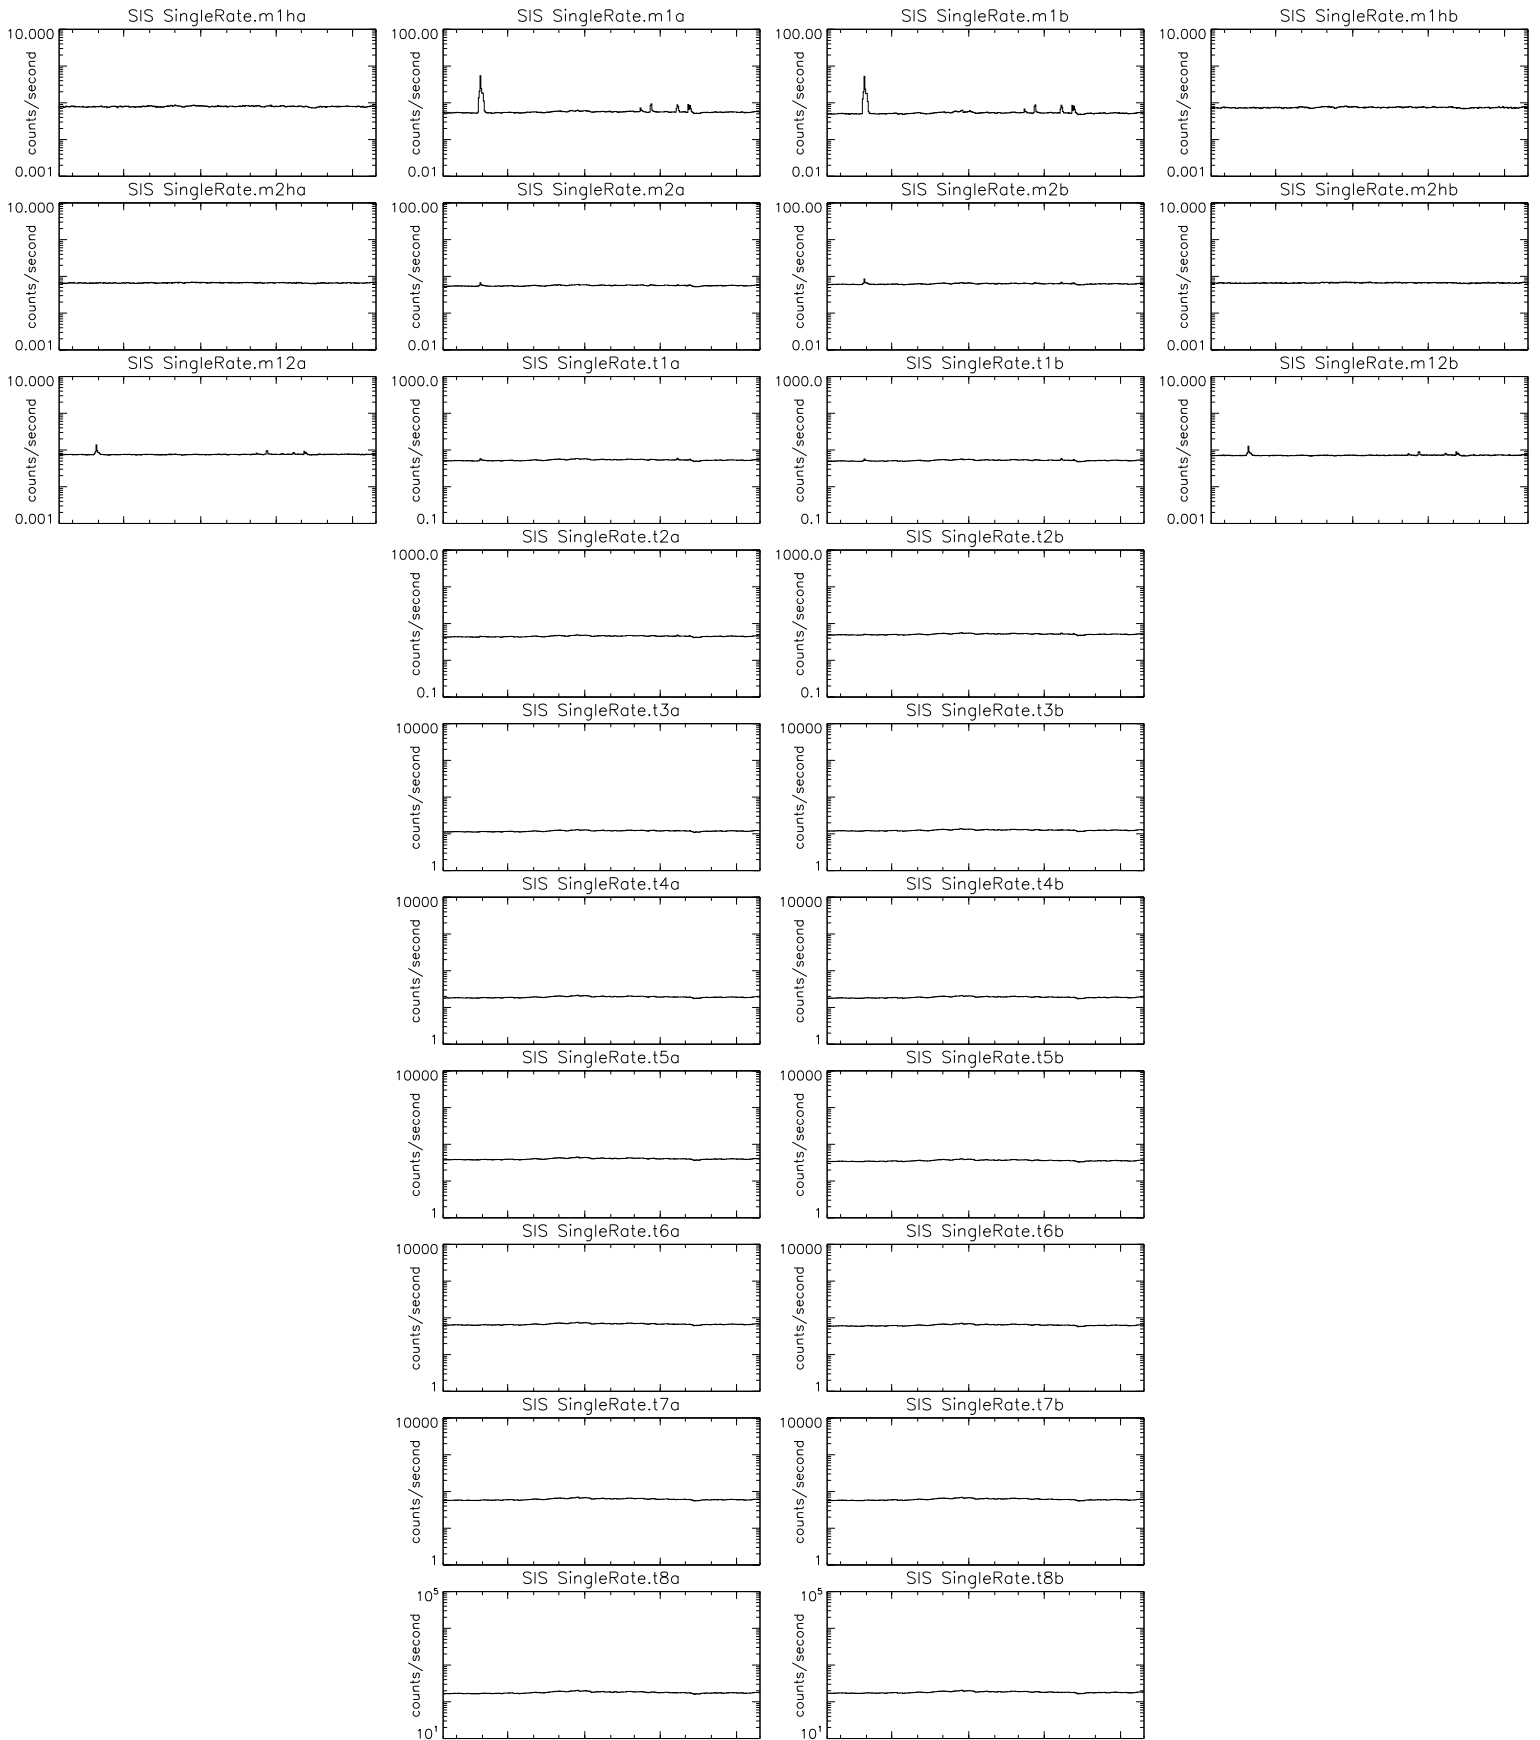 SIS SingleRate.m1ha
SIS SingleRate.m1a
SIS SingleRate.m1b
SIS SingleRate.m1hb
10.000
counts/second
0.001
100.00
counts/second
0.01
100.00
counts/second
0.01
10.000
counts/second
0.001
SIS SingleRate.m2ha
SIS SingleRate.m2a
SIS SingleRate.m2b
SIS SingleRate.m2hb
10.000
counts/second
0.001
100.00
counts/second
0.01
100.00
counts/second
0.01
10.000
counts/second
0.001
SIS SingleRate.m12a
SIS SingleRate.t1a
SIS SingleRate.t1b
SIS SingleRate.m12b
10.000
counts/second
0.001
1000.0
counts/second
0.1
1000.0
counts/second
0.1
10.000
counts/second
0.001
SIS SingleRate.t2a
SIS SingleRate.t2b
1000.0
counts/second
0.1
1000.0
counts/second
0.1
SIS SingleRate.t3a
SIS SingleRate.t3b
10000
counts/second
1
10000
counts/second
1
SIS SingleRate.t4a
SIS SingleRate.t4b
10000
counts/second
1
10000
counts/second
1
SIS SingleRate.t5a
SIS SingleRate.t5b
10000
counts/second
1
10000
counts/second
1
SIS SingleRate.t6a
SIS SingleRate.t6b
10000
counts/second
1
10000
counts/second
1
SIS SingleRate.t7a
SIS SingleRate.t7b
10000
counts/second
1
10000
counts/second
1
SIS SingleRate.t8a
SIS SingleRate.t8b
10⁵
counts/second
10¹
10⁵
counts/second
10¹